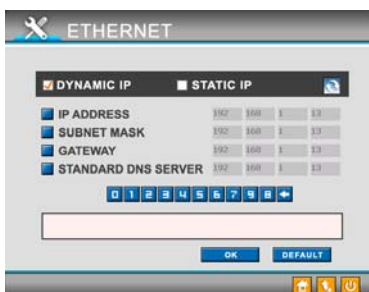 ETHERNET
DYNAMIC IP STATIC IP
IP ADDRESS 192 168 1 13
SUBNET MASK 192 168 1 13
GATEWAY 192 168 1 13
STANDARD DNS SERVER 192 168 1 13
0 1 2 3 4 5 6 7 9 8
OK DEFAULT